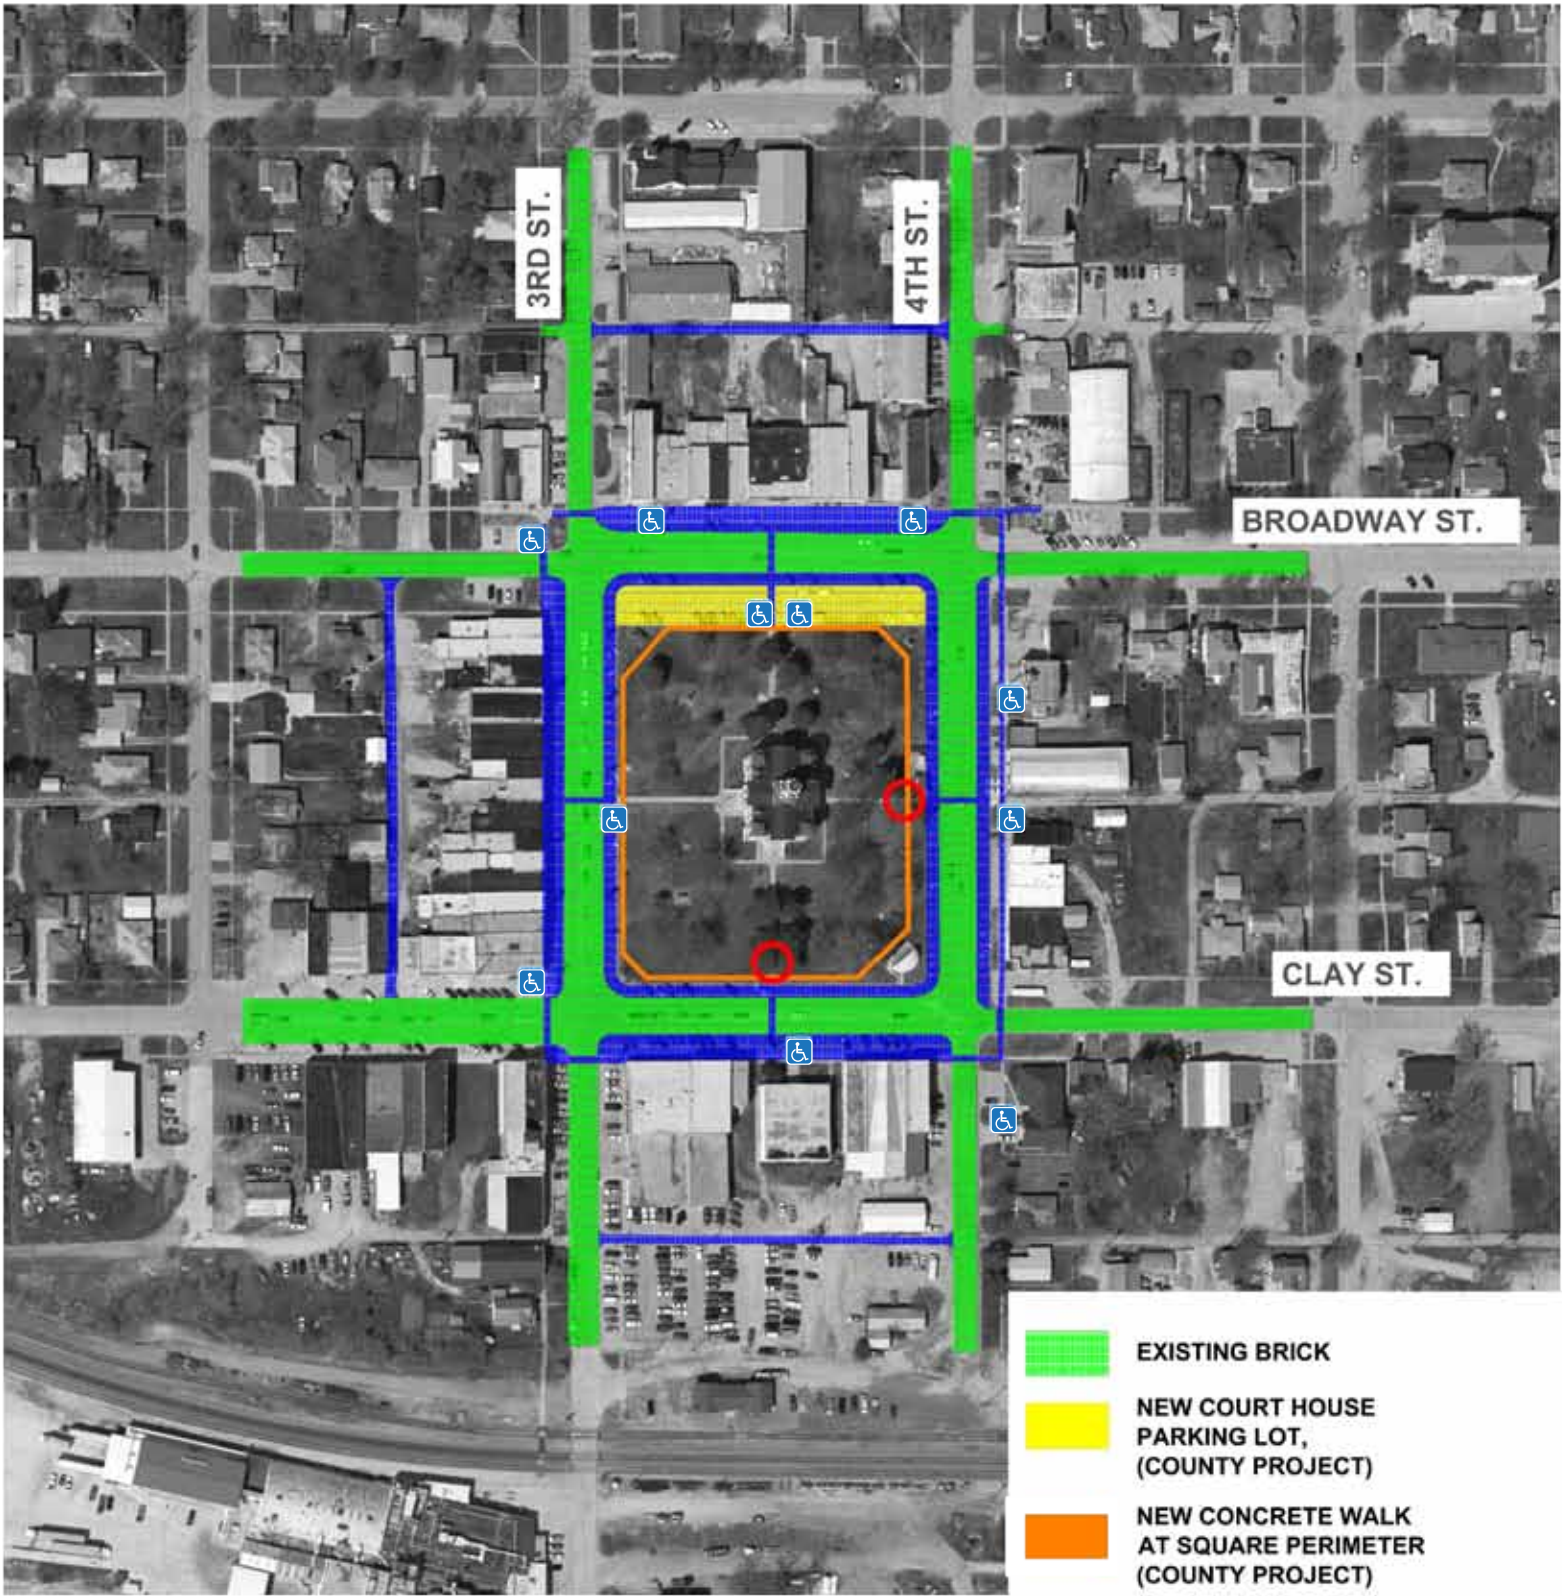 3RD ST.
4TH ST.
BROADWAY ST.
CLAY ST.
EXISTING BRICK
NEW COURT HOUSE
PARKING LOT,
(COUNTY PROJECT)
NEW CONCRETE WALK
AT SQUARE PERIMETER
(COUNTY PROJECT)